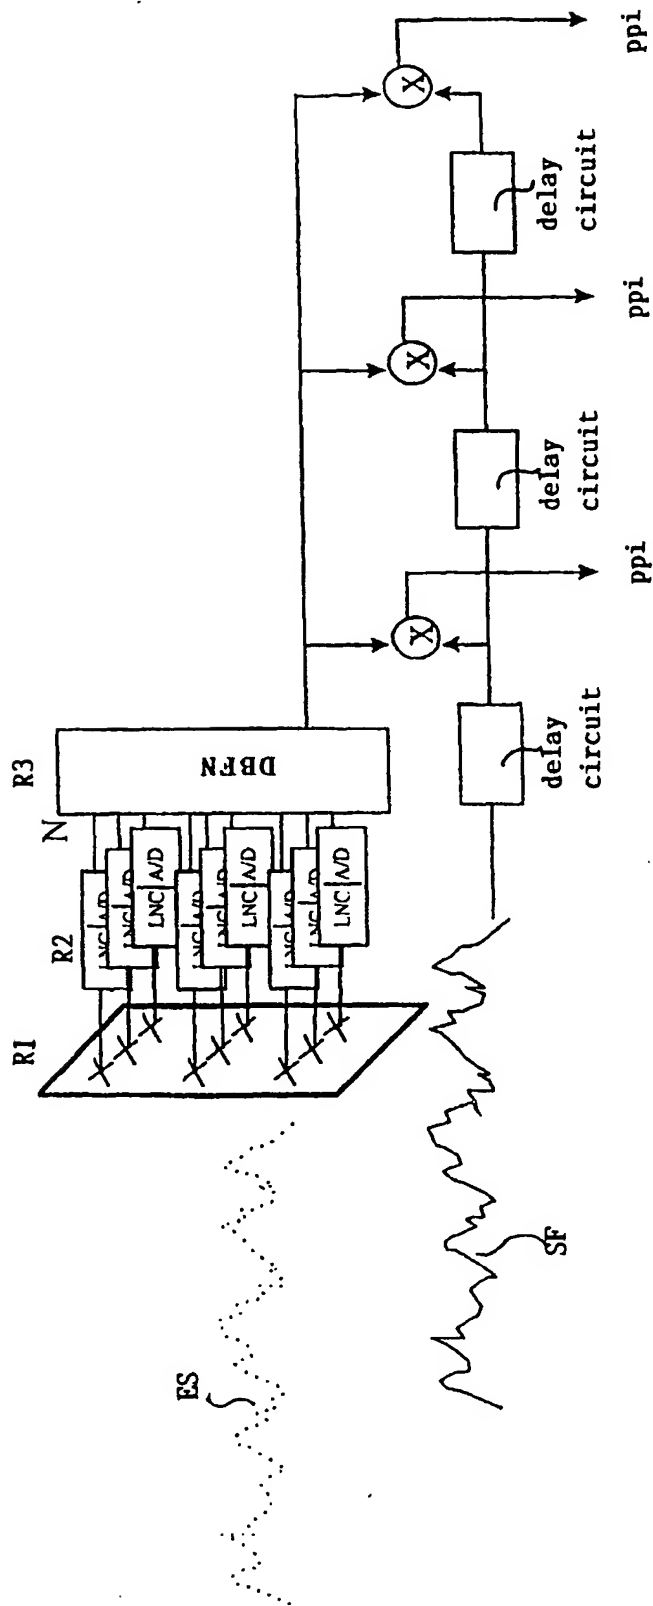 R1
R2
N
R3
LNC A/D
LNC A/D
LNC A/D
DBFN
ES
SF
delay
circuit
delay
circuit
delay
circuit
X
X
X
ppi
ppi
ppi